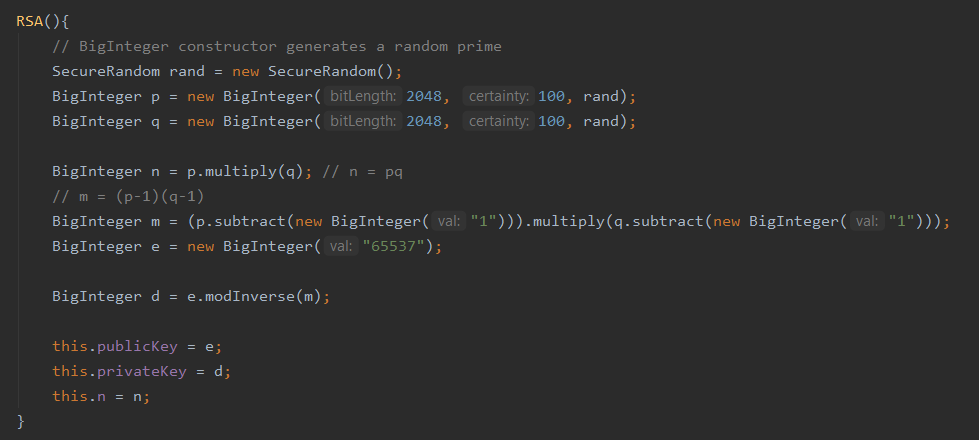 RSA(){
// BigInteger constructor generates a random prime
SecureRandom rand = new SecureRandom();
BigInteger p = new BigInteger( bitLength: 2048, certainty: 100, rand);
BigInteger q = new BigInteger( bitLength: 2048, certainty: 100, rand);
BigInteger n = p.multiply(q); // n = pq
// m = (p-1)(q-1)
BigInteger m = (p.subtract(new BigInteger( val: "1"))).multiply(q.subtract(new BigInteger( val: "1")));
BigInteger e = new BigInteger( val: "65537");
BigInteger d = e.modInverse(m);
this.publicKey = e;
this.privateKey = d;
this.n = n;
}